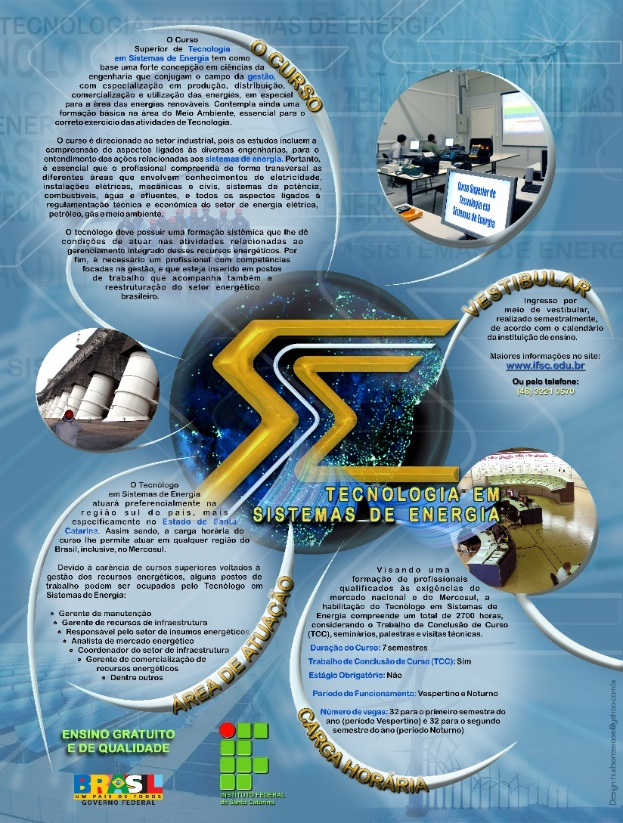 TECNOLOGIA EM SISTEMAS DE ENERGIA
O CURSO
O Curso
Superior de Tecnologia
em Sistemas de Energia tem como
base uma forte concepção em ciências da
engenharia que conjugam o campo da gestão,
com especialização em produção, distribuição,
comercialização e utilização das energias, em especial
para a área das energias renováveis. Contempla ainda uma
formação básica na área do Meio Ambiente, essencial para o
correto exercício das atividades de Tecnologia.
O curso é direcionado ao setor industrial, pois os estudos incluem a
compreensão de aspectos ligados às diversas engenharias, para o
entendimento das ações relacionadas aos sistemas de energia. Portanto,
é essencial que o profissional compreenda de forma transversal as
diferentes áreas que envolvem conhecimentos de eletricidade,
instalações elétricas, mecânicas e civis, sistemas de potência,
combustíveis, água e efluentes, e todos os aspectos ligados à
regulamentação técnica e econômica do setor de energia elétrica,
petróleo, gás e meio ambiente.
O tecnólogo deve possuir uma formação sistêmica que lhe dê
condições de atuar nas atividades relacionadas ao
gerenciamento integrado desses recursos energéticos. Por
fim, é necessário um profissional com competências
focadas na gestão, e que esteja inserido em postos
de trabalho que acompanha também a
reestruturação do setor energético
brasileiro.
Curso Superior de
Tecnologia em
Sistemas de Energia
VESTIBULAR
Ingresso por
meio de vestibular,
realizado semestralmente,
de acordo com o calendário
da instituição de ensino.
Maiores informações no site:
www.ifsc.edu.br
Ou pelo telefone:
(48) 3221 0570
TECNOLOGIA EM
SISTEMAS DE ENERGIA
O Tecnólogo
em Sistemas de Energia
atuará preferencialmente na
região sul do país, mais
especificamente no Estado de Santa
Catarina. Assim sendo, a carga horária do
curso lhe permite atuar em qualquer região do
Brasil, inclusive, no Mercosul.
Devido à carência de cursos superiores voltados à
gestão dos recursos energéticos, alguns postos de
trabalho podem ser ocupados pelo Tecnólogo em
Sistemas de Energia:
Gerente de manutenção
Gerente de recursos de infraestrutura
Responsável pelo setor de insumos energéticos
Analista de mercado energético
Coordenador do setor de infraestrutura
Gerente de comercialização de
recursos energéticos
Dentre outros
ÁREA DE ATUAÇÃO
Visando uma
formação de profissionais
qualificados às exigências do
mercado nacional e do Mercosul, a
habilitação do Tecnólogo em Sistemas de
Energia compreende um total de 2700 horas,
considerando o Trabalho de Conclusão de Curso
(TCC), seminários, palestras e visitas técnicas.
Duração do Curso: 7 semestres
Trabalho de Conclusão de Curso (TCC): Sim
Estágio Obrigatório: Não
Período de Funcionamento: Vespertino e Noturno
Número de vagas: 32 para o primeiro semestre do
ano (período Vespertino) e 32 para o segundo
semestre do ano (período Noturno)
CARGA HORÁRIA
ENSINO GRATUITO
E DE QUALIDADE
BRASIL
UM PAÍS DE TODOS
GOVERNO FEDERAL
INSTITUTO FEDERAL
de Santa Catarina